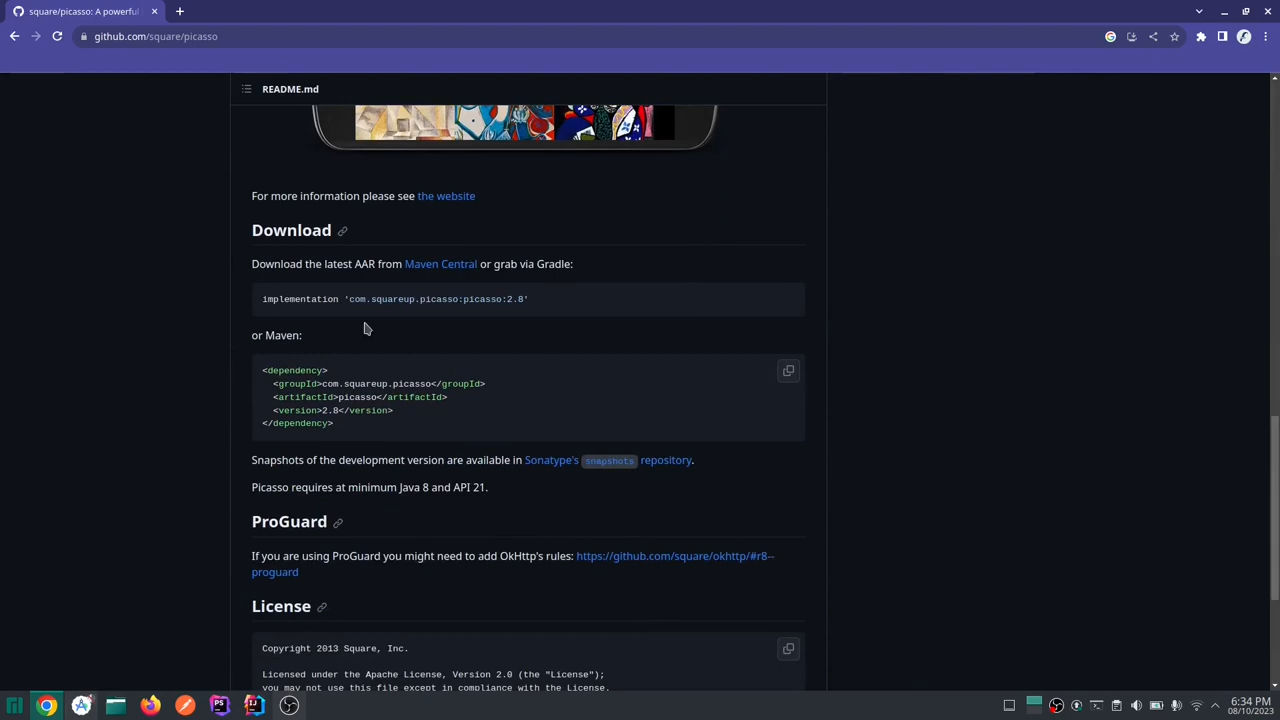 square/picasso: A powerful
github.com/square/picasso
README.md
For more information please see the website
Download
Download the latest AAR from Maven Central or grab via Gradle:
implementation 'com.squareup.picasso:picasso:2.8'
or Maven:
<dependency>
<groupId>com.squareup.picasso</groupId>
<artifactId>picasso</artifactId>
<version>2.8</version>
</dependency>
Snapshots of the development version are available in Sonatype's snapshots repository.
Picasso requires at minimum Java 8 and API 21.
ProGuard
If you are using ProGuard you might need to add OkHttp's rules: https://github.com/square/okhttp/#r8--
proguard
License
Copyright 2013 Square, Inc.
Licensed under the Apache License, Version 2.0 (the "License");
you may not use this file except in compliance with the License.
PS
IJ
6:34 PM
08/10/2023